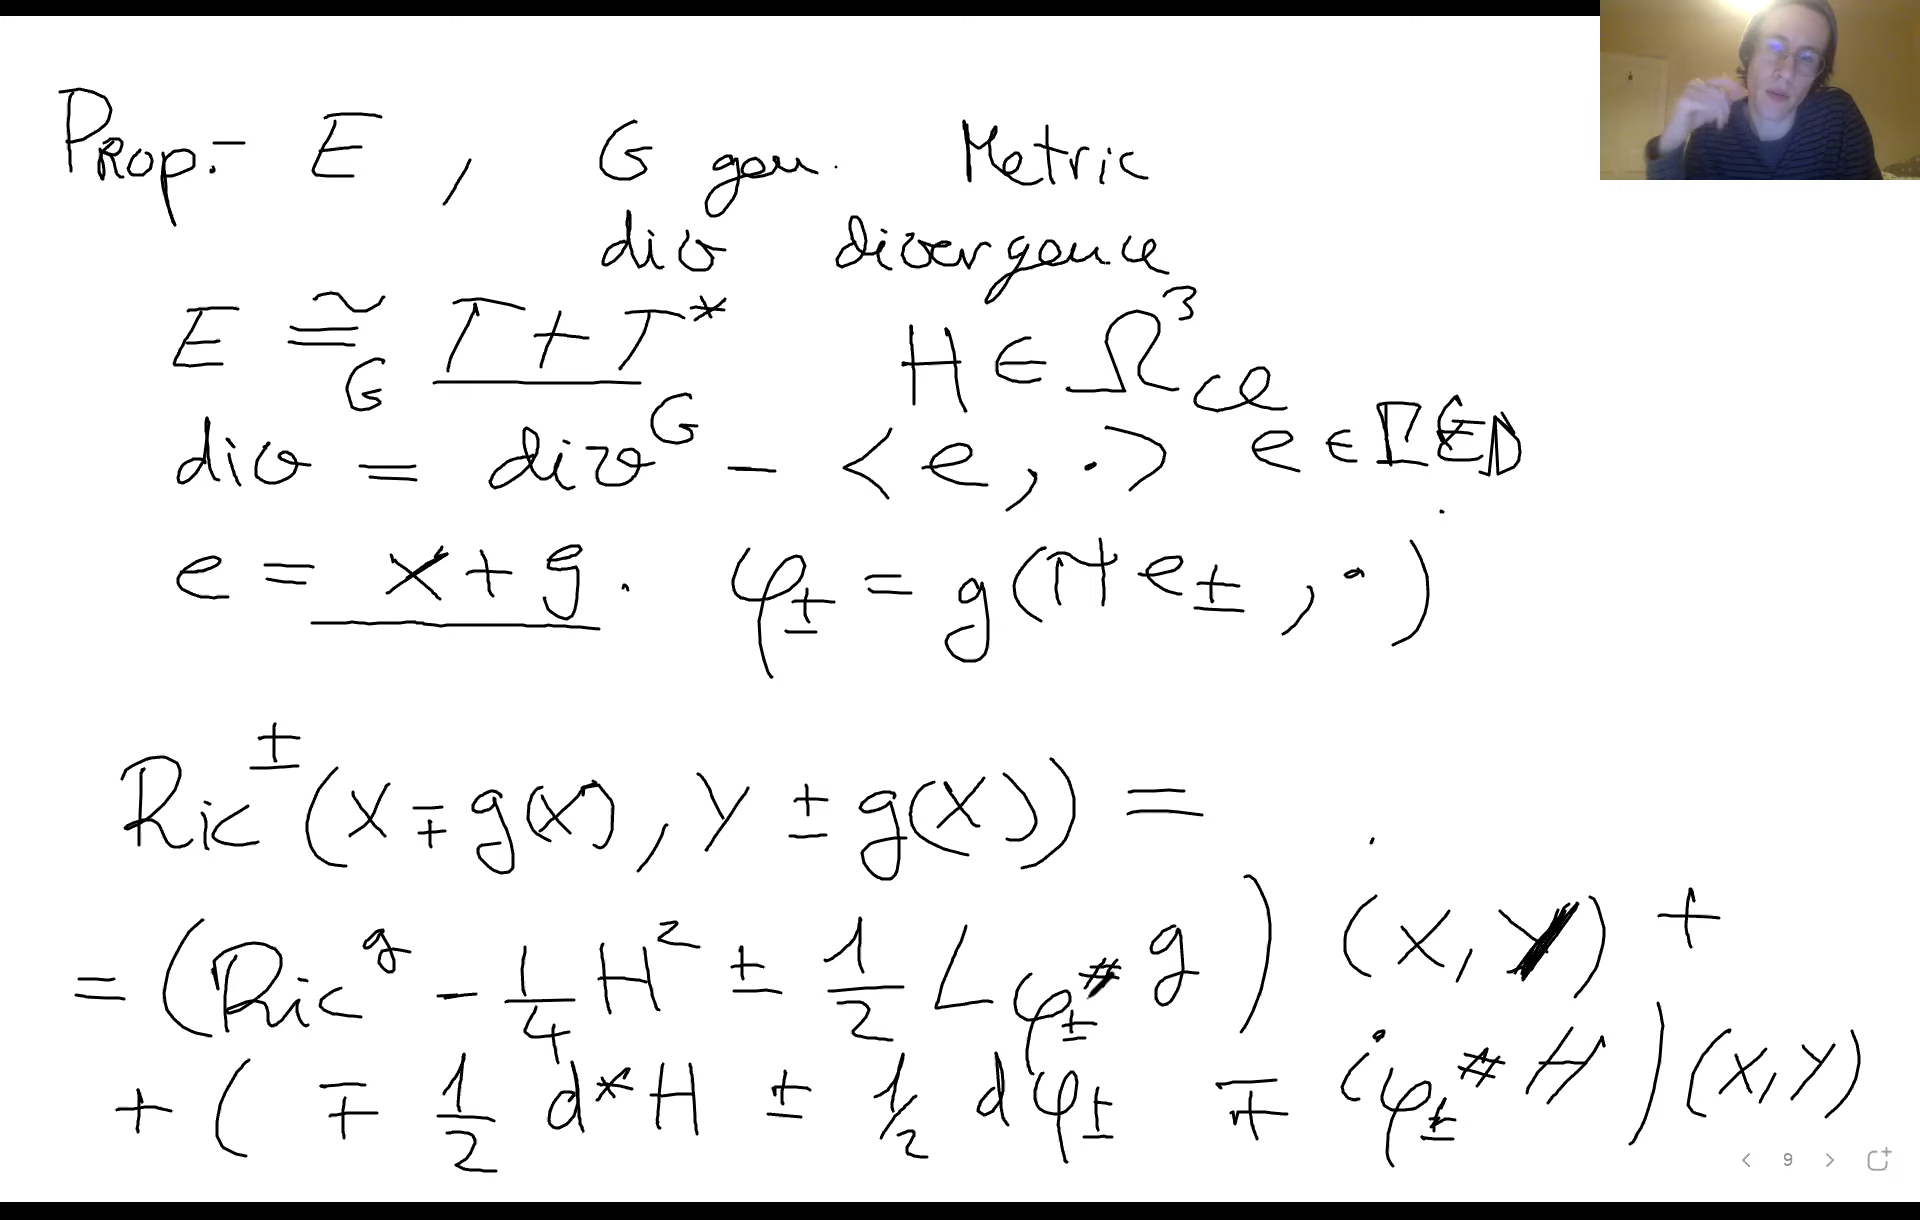 Prop:- E , G gen. Metric
div divergence
E ≅_G T + T* H ∈ Ω³_cl
div = div^G - <e, ·> e ∈ Γ(E)
e = x + g. φ± = g(π e±, ·)
Ric^±(X ∓ g(X), Y ± g(X)) =
= (Ric^g - 1/4 H² ± 1/2 L_{φ±^#} g) (X, Y) +
+ (∓ 1/2 d*H ± 1/2 dφ± ∓ i_{φ±^#} H) (X, Y)
9